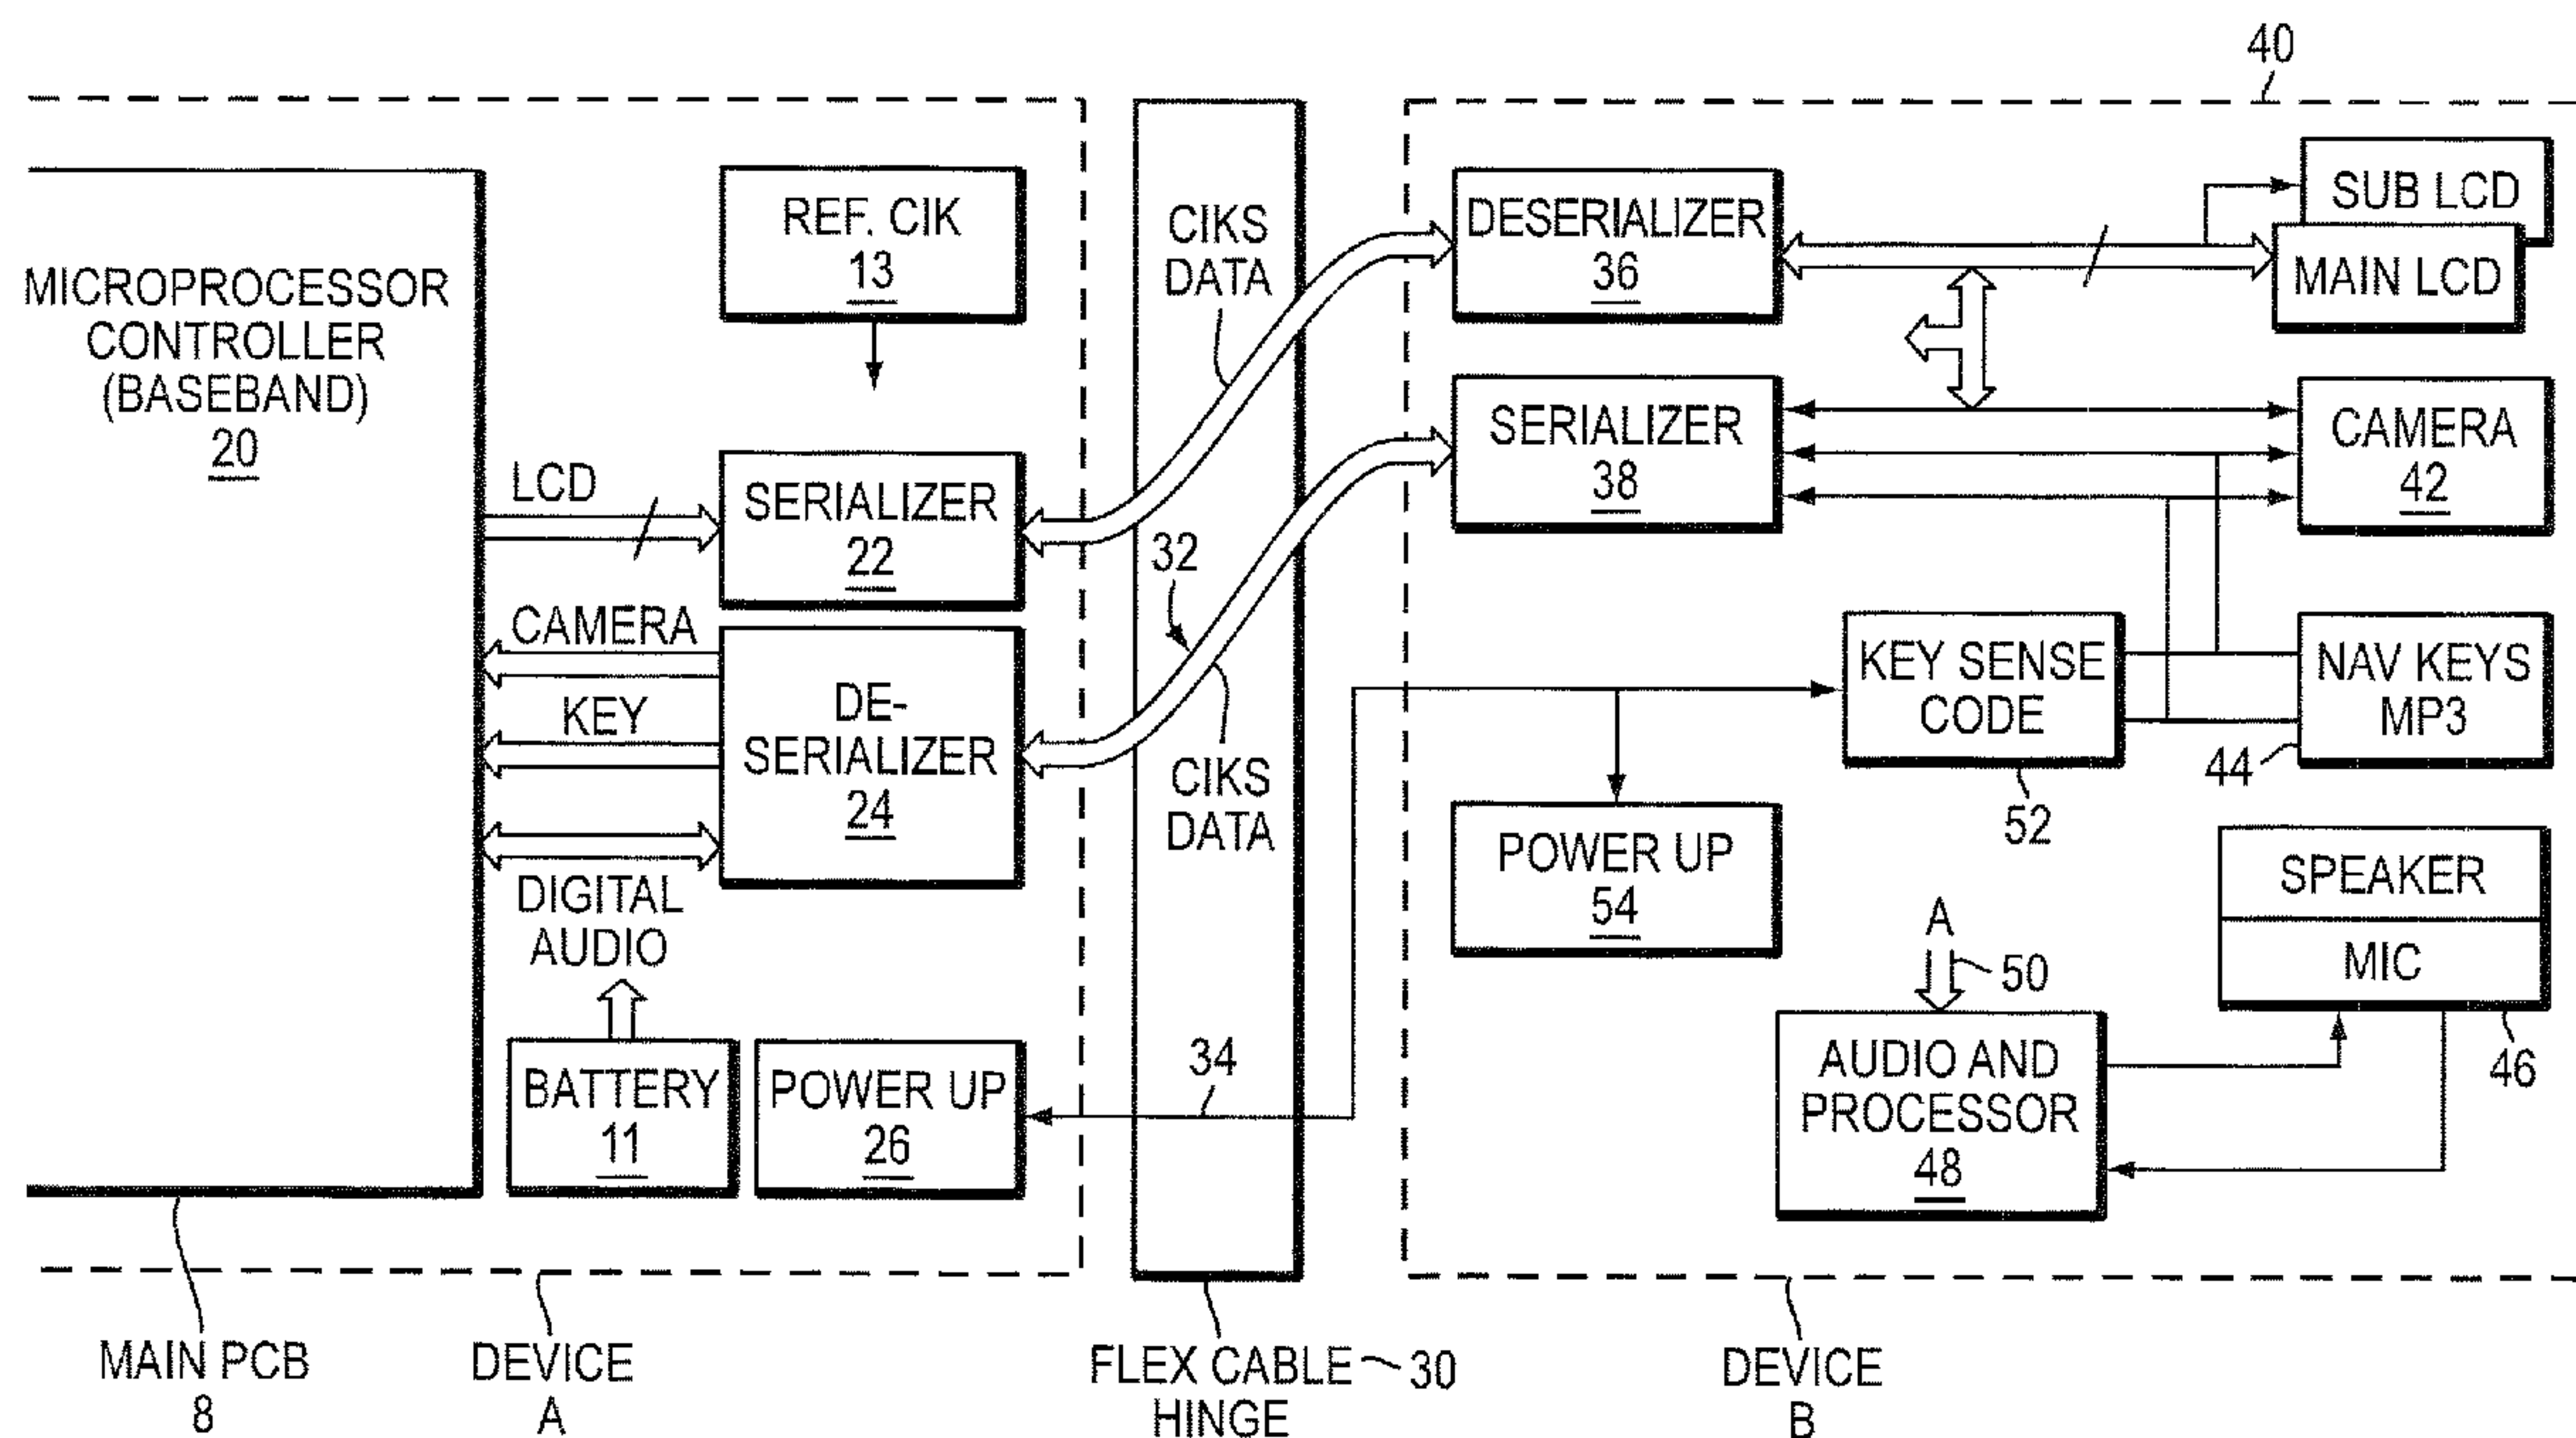 40
MICROPROCESSOR
CONTROLLER
(BASEBAND)
20
REF. CIK
13
LCD
SERIALIZER
22
CAMERA
KEY
DE-
SERIALIZER
24
DIGITAL
AUDIO
BATTERY
11
POWER UP
26
MAIN PCB
8
DEVICE
A
CIKS
DATA
32
CIKS
DATA
34
FLEX CABLE
HINGE
30
DESERIALIZER
36
SUB LCD
MAIN LCD
SERIALIZER
38
CAMERA
42
KEY SENSE
CODE
52
NAV KEYS
MP3
44
POWER UP
54
SPEAKER
MIC
46
A
50
AUDIO AND
PROCESSOR
48
DEVICE
B